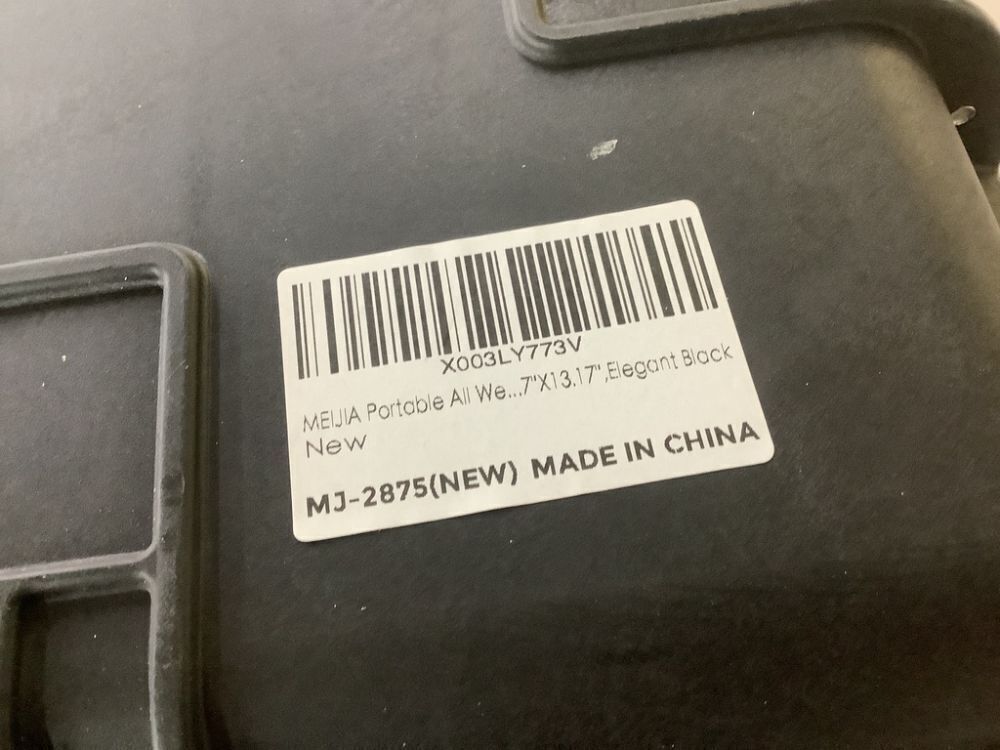 X003LY773V
MEIJIA Portable All We...7"X13.17",Elegant Black
New
MJ-2875(NEW) MADE IN CHINA